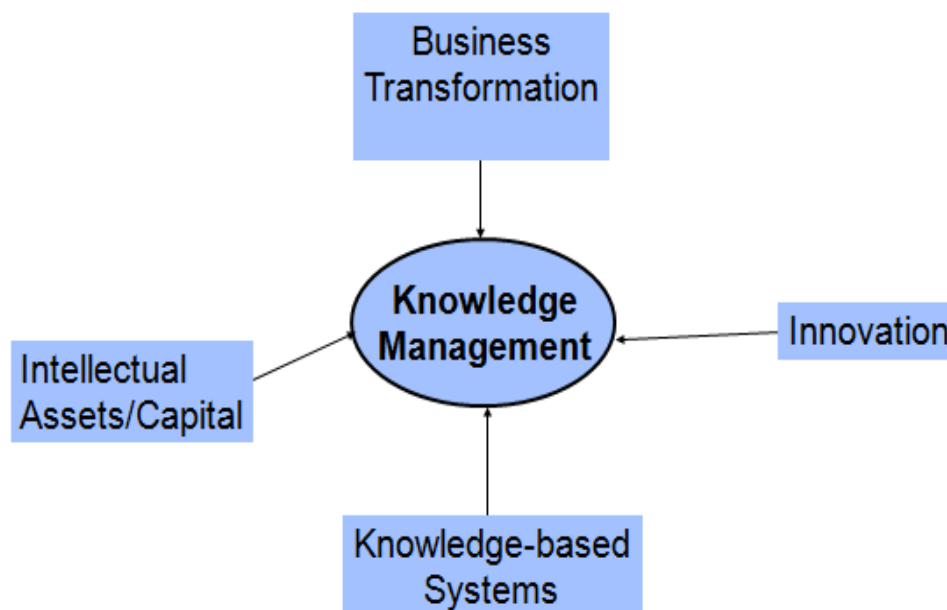 Business
Transformation
Knowledge
Management
Innovation
Intellectual
Assets/Capital
Knowledge-based
Systems